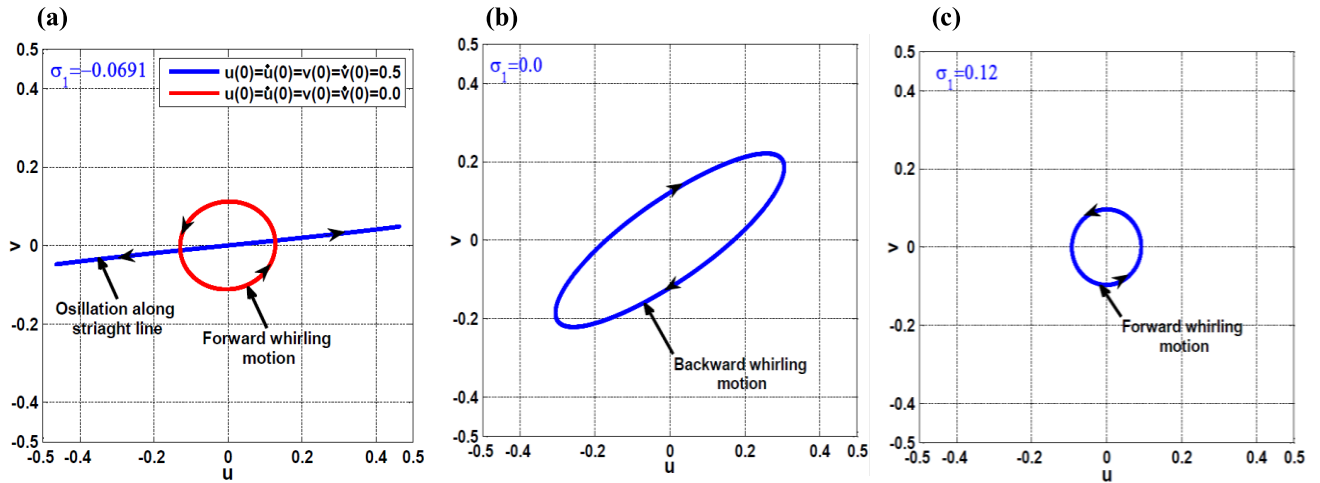 (a)
σ1=−0.0691
u(0)=u̇(0)=v(0)=v̇(0)=0.5
u(0)=u̇(0)=v(0)=v̇(0)=0.0
0.5
0.4
0.2
0
-0.2
-0.4
-0.5
v
Osillation along
striaght line
Forward whirling
motion
-0.5
-0.4
-0.2
0
0.2
0.4
0.5
u
(b)
σ1=0.0
0.5
0.4
0.2
0
-0.2
-0.4
-0.5
v
Backward whirling
motion
-0.5
-0.4
-0.2
0
0.2
0.4
0.5
u
(c)
σ1=0.12
0.5
0.4
0.2
0
-0.2
-0.4
-0.5
v
Forward whirling
motion
-0.5
-0.4
-0.2
0
0.2
0.4
0.5
u